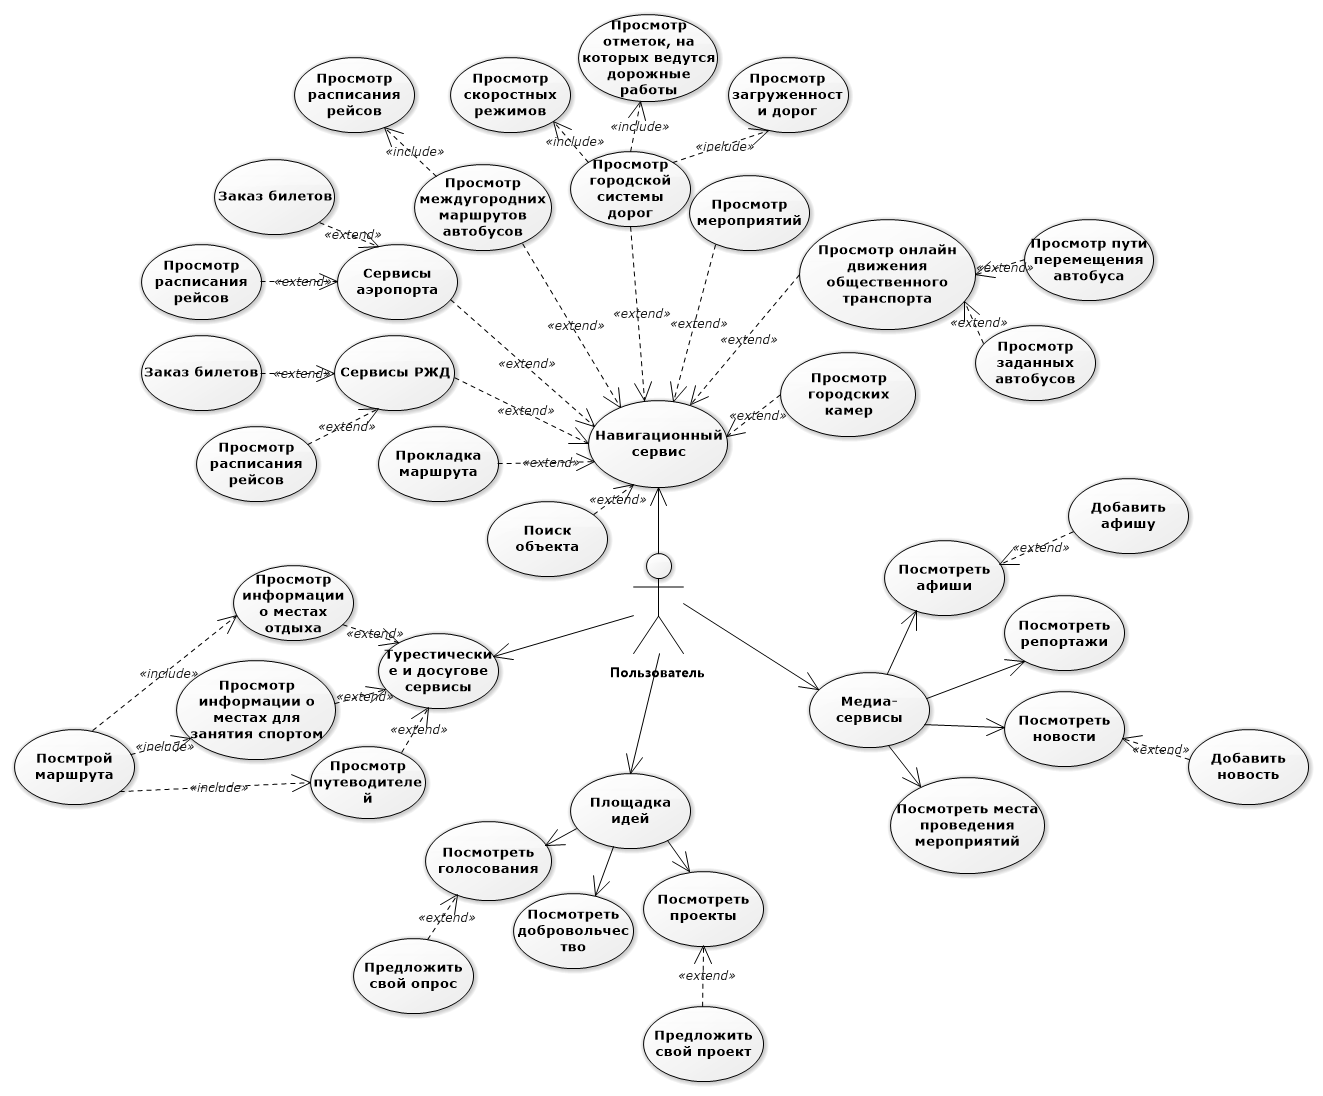 Просмотр
отметок, на
которых ведутся
дорожные
работы
Просмотр
расписания
рейсов
Просмотр
скоростных
режимов
Просмотр
загруженност
и дорог
«include»
«include»
«include»
«include»
Просмотр
междугородних
маршрутов
автобусов
Просмотр
городской
системы
дорог
Просмотр
мероприятий
Заказ билетов
«extend»
Просмотр
расписания
рейсов
«extend»
Сервисы
аэропорта
Просмотр онлайн
движения
общественного
транспорта
«extend»
Просмотр пути
перемещения
автобуса
«extend»
Просмотр
заданных
автобусов
«extend»
«extend»
«extend»
«extend»
«extend»
Заказ билетов
«extend»
Сервисы РЖД
«extend»
Просмотр
городских
камер
«extend»
«extend»
Просмотр
расписания
рейсов
Прокладка
маршрута
«extend»
Навигационный
сервис
«extend»
Поиск
объекта
Добавить
афишу
«extend»
Посмотреть
афиши
Просмотр
информации
о местах
отдыха
«extend»
Посмотреть
репортажи
«include»
Турестически
е и досугове
сервисы
Пользователь
Просмотр
информации о
местах для
занятия спортом
«extend»
Медиа-
сервисы
Посмотреть
новости
«extend»
«include»
«extend»
Посмтрой
маршрута
«include»
Просмотр
путеводителе
й
Добавить
новость
Площадка
идей
Посмотреть места
проведения
мероприятий
Посмотреть
голосования
Посмотреть
проекты
«extend»
Посмотреть
добровольчес
тво
Предложить
свой опрос
«extend»
Предложить
свой проект